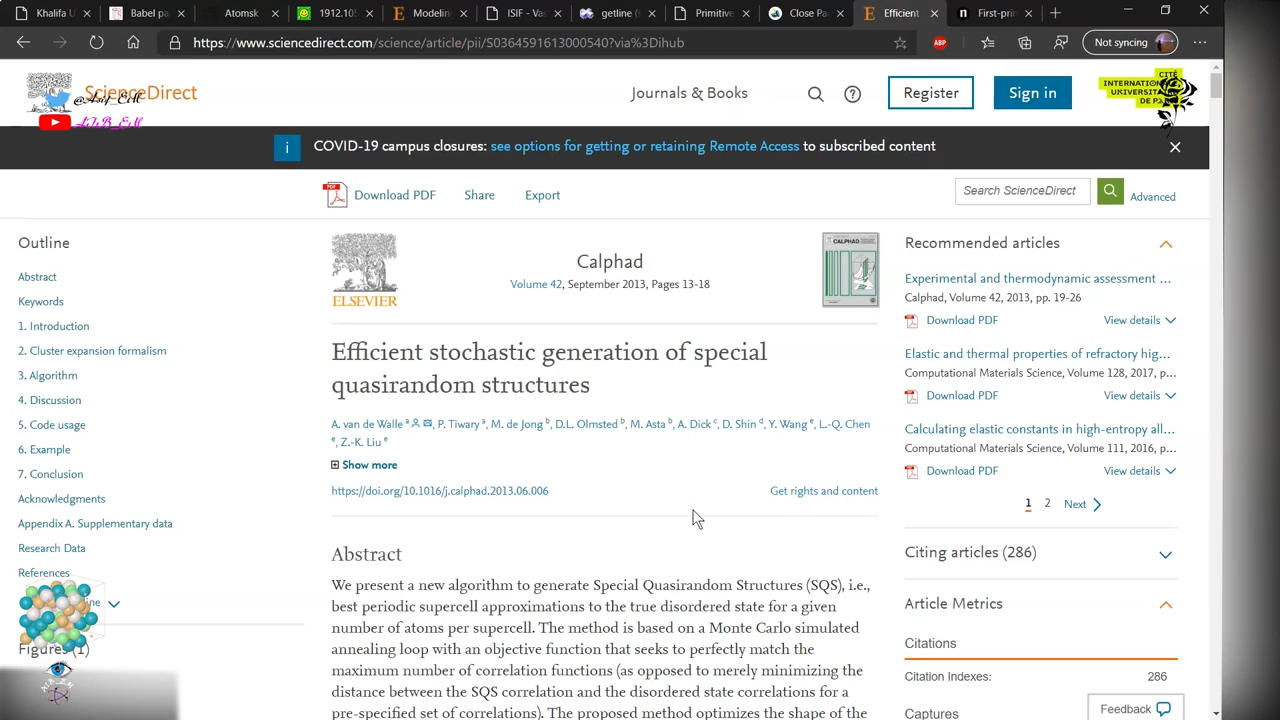 Khalifa U
Babel pa
Atomsk
1912.105
Modeling
ISIF - Vas
getline (
Primitive
Close Pa
Efficient
First-prin
https://www.sciencedirect.com/science/article/pii/S0364591613000540?via%3Dihub
ABP
Not syncing
ScienceDirect
@Asif_EM
Journals & Books
Register
Sign in
CITÉ
INTERNATIONALE
UNIVERSITAIRE
DE PARIS
COVID-19 campus closures: see options for getting or retaining Remote Access to subscribed content
Download PDF
Share
Export
Search ScienceDirect
Advanced
Outline
Abstract
Keywords
1. Introduction
2. Cluster expansion formalism
3. Algorithm
4. Discussion
5. Code usage
6. Example
7. Conclusion
Acknowledgments
Appendix A. Supplementary data
Research Data
References
Figures (1)
ELSEVIER
Calphad
Volume 42, September 2013, Pages 13-18
CALPHAD
Efficient stochastic generation of special
quasirandom structures
A. van de Walle a, P. Tiwary a, M. de Jong b, D.L. Olmsted b, M. Asta b, A. Dick c, D. Shin d, Y. Wang e, L.-Q. Chen
e, Z.-K. Liu e
Show more
https://doi.org/10.1016/j.calphad.2013.06.006
Get rights and content
Abstract
We present a new algorithm to generate Special Quasirandom Structures (SQS), i.e.,
best periodic supercell approximations to the true disordered state for a given
number of atoms per supercell. The method is based on a Monte Carlo simulated
annealing loop with an objective function that seeks to perfectly match the
maximum number of correlation functions (as opposed to merely minimizing the
distance between the SQS correlation and the disordered state correlations for a
pre-specified set of correlations). The proposed method optimizes the shape of the
Recommended articles
Experimental and thermodynamic assessment ...
Calphad, Volume 42, 2013, pp. 19-26
Download PDF
View details
Elastic and thermal properties of refractory hig...
Computational Materials Science, Volume 128, 2017, p...
Download PDF
View details
Calculating elastic constants in high-entropy all...
Computational Materials Science, Volume 111, 2016, p...
Download PDF
View details
1 2 Next
Citing articles (286)
Article Metrics
Citations
Citation Indexes: 286
Captures
Feedback